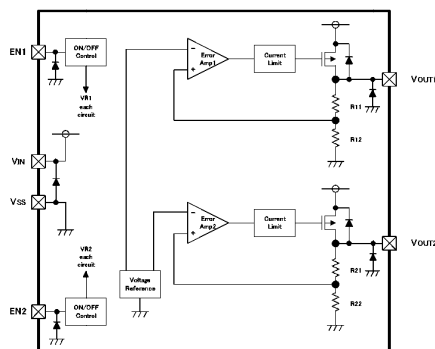 EN1
ON/OFF
Control
VR1
each
circuit
Error
Amp1
Current
Limit
VOUT1
R11
R12
VIN
VSS
VR2
each
circuit
Error
Amp2
Current
Limit
VOUT2
R21
R22
Voltage
Reference
EN2
ON/OFF
Control